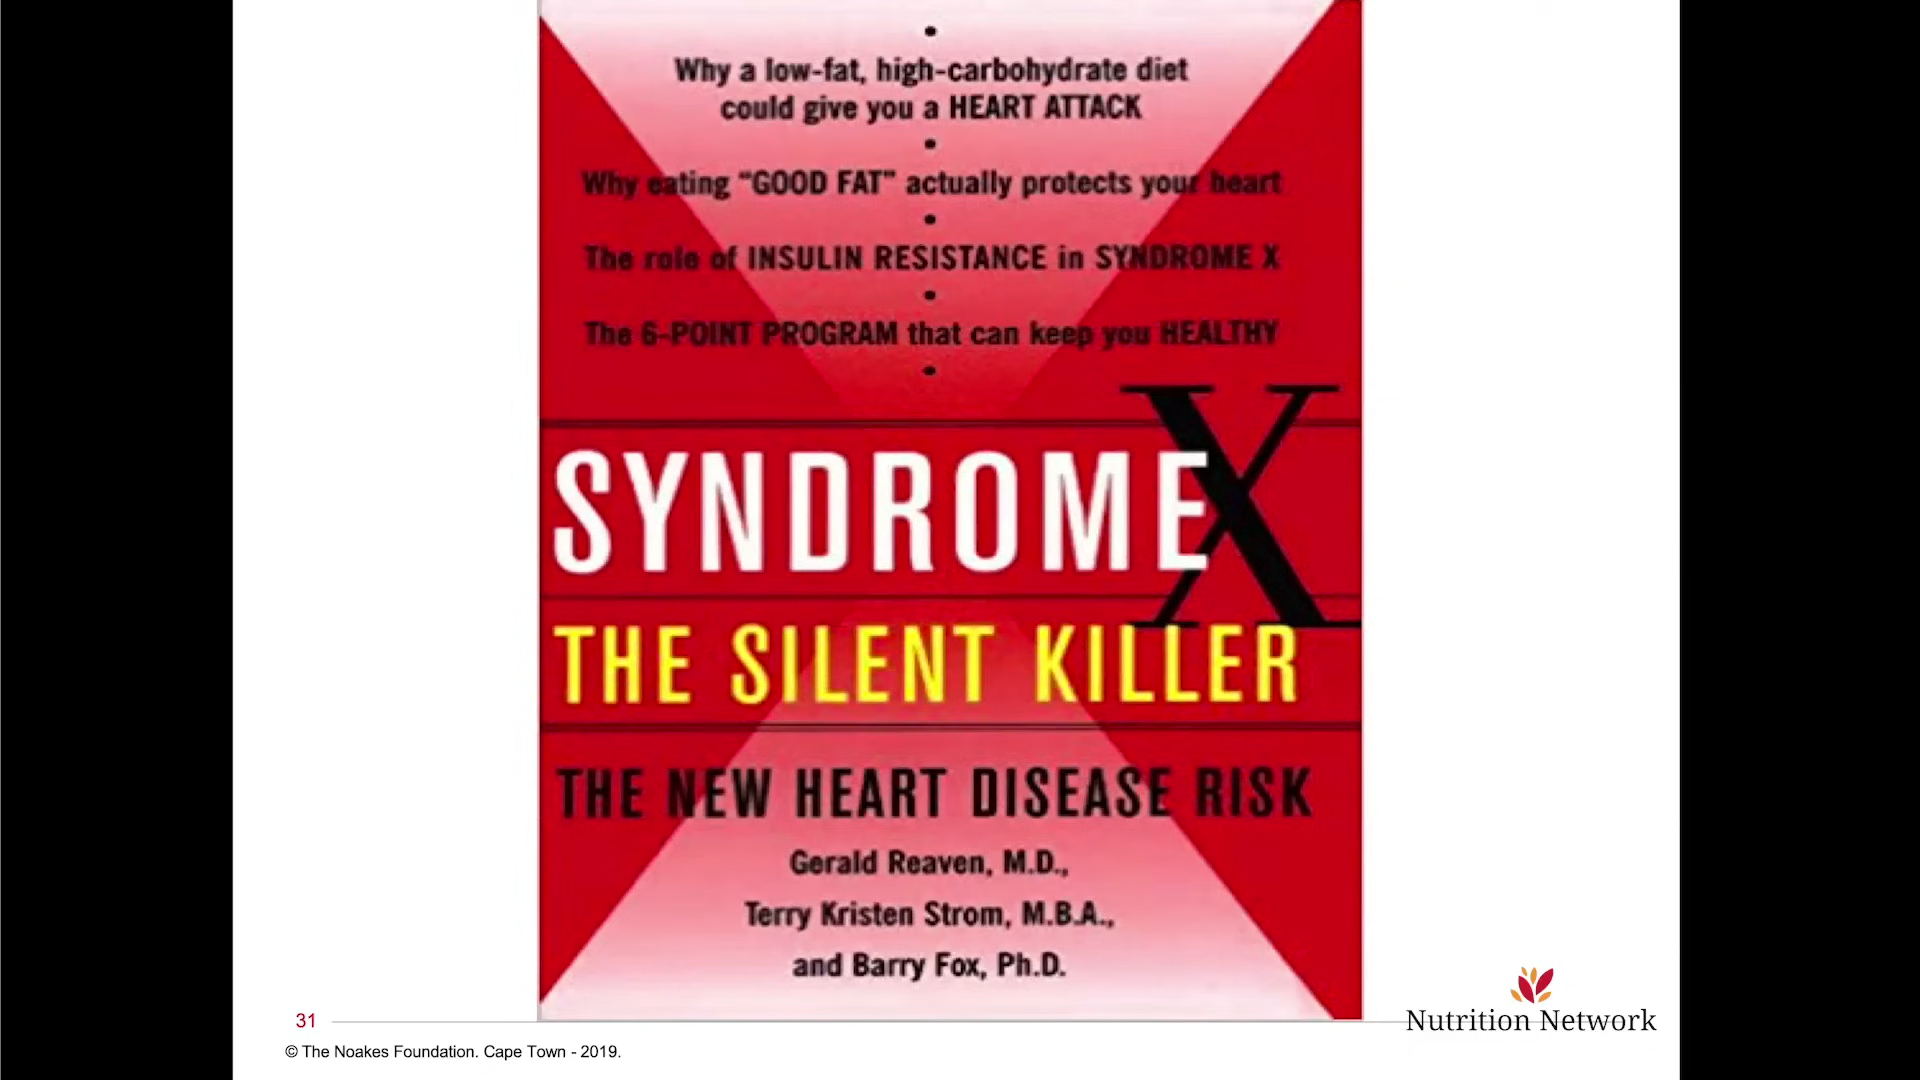 Why a low-fat, high-carbohydrate diet
could give you a HEART ATTACK
Why eating "GOOD FAT" actually protects your heart
The role of INSULIN RESISTANCE in SYNDROME X
The 6-POINT PROGRAM that can keep you HEALTHY
SYNDROME X
THE SILENT KILLER
THE NEW HEART DISEASE RISK
Gerald Reaven, M.D.,
Terry Kristen Strom, M.B.A.,
and Barry Fox, Ph.D.
31
Nutrition Network
© The Noakes Foundation. Cape Town - 2019.